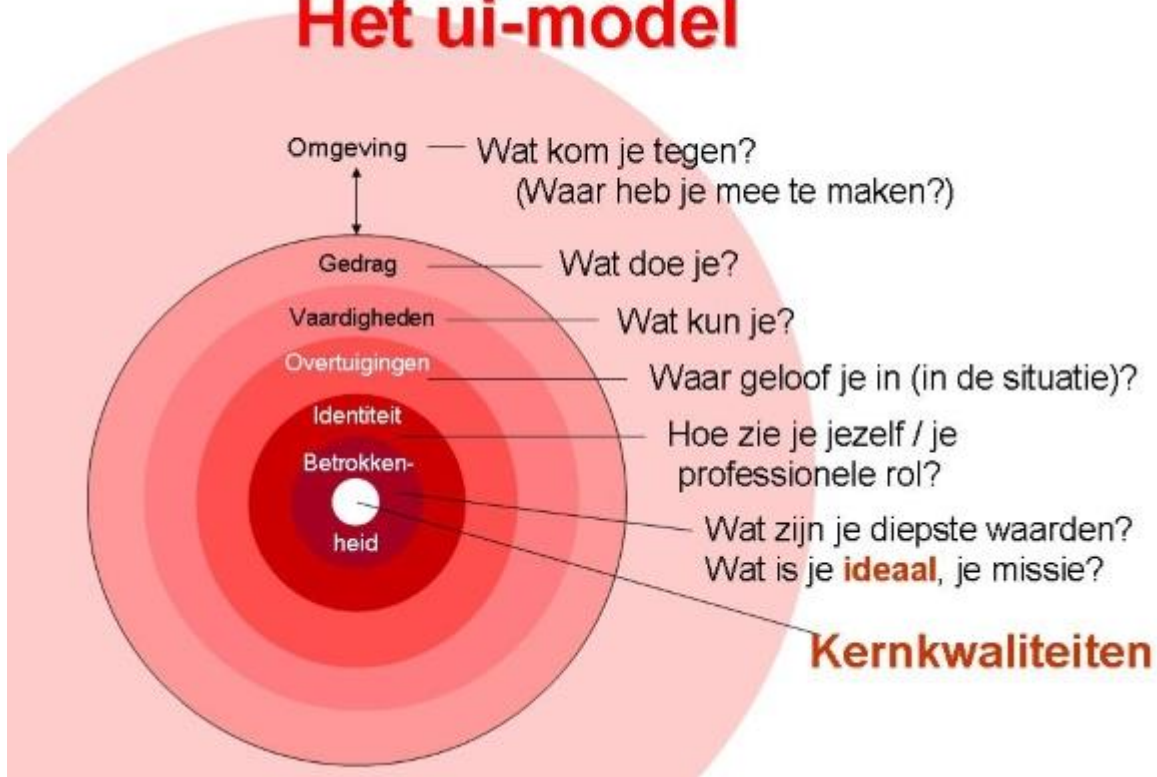 Het ui-model
Omgeving
Wat kom je tegen?
(Waar heb je mee te maken?)
Gedrag
Wat doe je?
Vaardigheden
Wat kun je?
Overtuigingen
Waar geloof je in (in de situatie)?
Identiteit
Hoe zie je jezelf / je
professionele rol?
Betrokken-
heid
Wat zijn je diepste waarden?
Wat is je ideaal, je missie?
Kernkwaliteiten